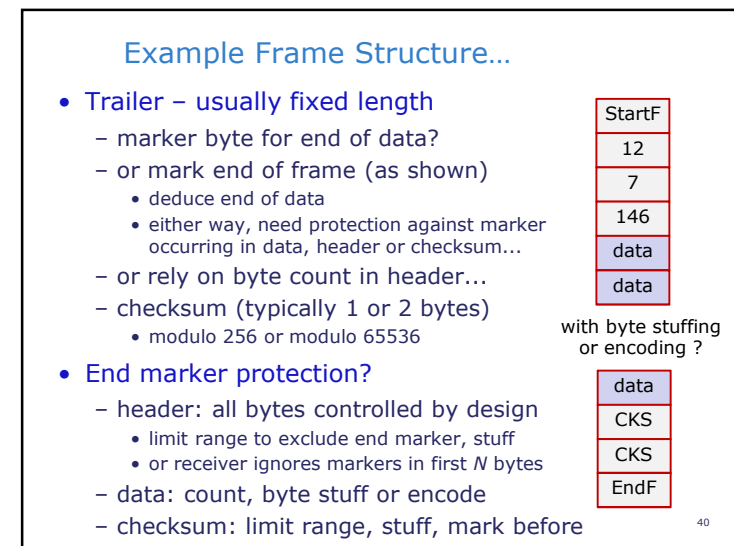 Example Frame Structure…
• Trailer – usually fixed length
– marker byte for end of data?
– or mark end of frame (as shown)
• deduce end of data
• either way, need protection against marker
occurring in data, header or checksum...
– or rely on byte count in header...
– checksum (typically 1 or 2 bytes)
• modulo 256 or modulo 65536
• End marker protection?
– header: all bytes controlled by design
• limit range to exclude end marker, stuff
• or receiver ignores markers in first N bytes
– data: count, byte stuff or encode
– checksum: limit range, stuff, mark before
StartF
12
7
146
data
data
with byte stuffing
or encoding ?
data
CKS
CKS
EndF
40